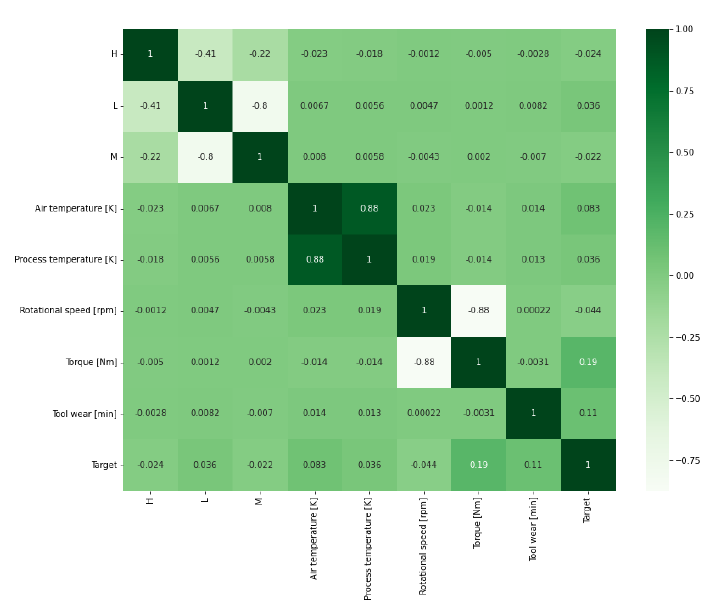 H 1 -0.41 -0.22 -0.023 -0.018 -0.0012 -0.005 -0.0028 -0.024
L -0.41 1 -0.8 0.0067 0.0056 0.0047 0.0012 0.0082 0.036
M -0.22 -0.8 1 0.008 0.0058 -0.0043 0.002 -0.007 -0.022
Air temperature [K] -0.023 0.0067 0.008 1 0.88 0.023 -0.014 0.014 0.083
Process temperature [K] -0.018 0.0056 0.0058 0.88 1 0.019 -0.014 0.013 0.036
Rotational speed [rpm] -0.0012 0.0047 -0.0043 0.023 0.019 1 -0.88 0.00022 -0.044
Torque [Nm] -0.005 0.0012 0.002 -0.014 -0.014 -0.88 1 -0.0031 0.19
Tool wear [min] -0.0028 0.0082 -0.007 0.014 0.013 0.00022 -0.0031 1 0.11
Target -0.024 0.036 -0.022 0.083 0.036 -0.044 0.19 0.11 1
H
L
M
Air temperature [K]
Process temperature [K]
Rotational speed [rpm]
Torque [Nm]
Tool wear [min]
Target
1.00
0.75
0.50
0.25
0.00
−0.25
−0.50
−0.75